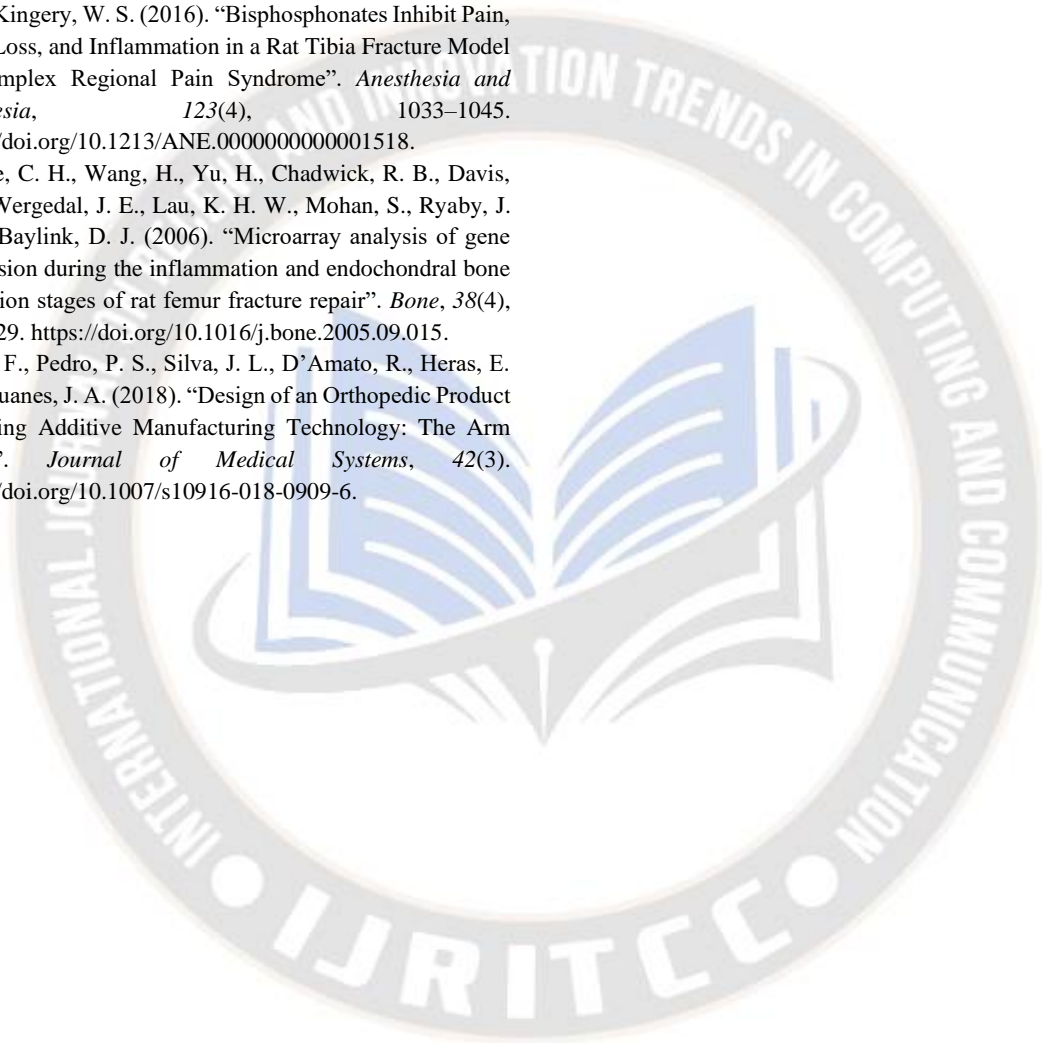 Kingery, W. S. (2016). “Bisphosphonates Inhibit Pain,
Loss, and Inflammation in a Rat Tibia Fracture Model
mplex Regional Pain Syndrome”. Anesthesia and
esia, 123(4), 1033–1045.
/doi.org/10.1213/ANE.0000000000001518.
e, C. H., Wang, H., Yu, H., Chadwick, R. B., Davis,
Wergedal, J. E., Lau, K. H. W., Mohan, S., Ryaby, J.
Baylink, D. J. (2006). “Microarray analysis of gene
sion during the inflammation and endochondral bone
ion stages of rat femur fracture repair”. Bone, 38(4),
29. https://doi.org/10.1016/j.bone.2005.09.015.
F., Pedro, P. S., Silva, J. L., D’Amato, R., Heras, E.
uanes, J. A. (2018). “Design of an Orthopedic Product
ing Additive Manufacturing Technology: The Arm
”. Journal of Medical Systems, 42(3).
/doi.org/10.1007/s10916-018-0909-6.
INTERNATIONAL JOURNAL AND INNOVATION TRENDS IN COMPUTING AND COMMUNICATION
IJRITCC